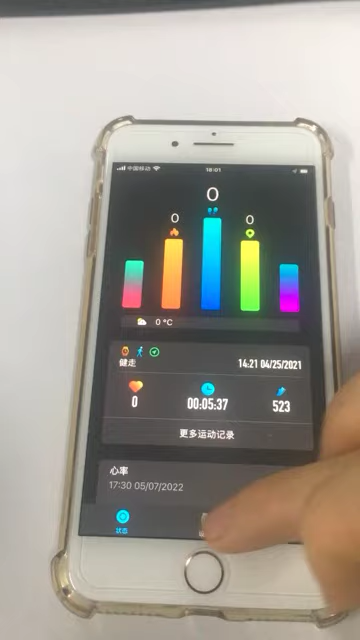 中国移动 18:01
0
0 0
0 °C
健走 14:21 04/25/2021
0 00:05:37 523
更多运动记录
心率
17:30 05/07/2022
状态